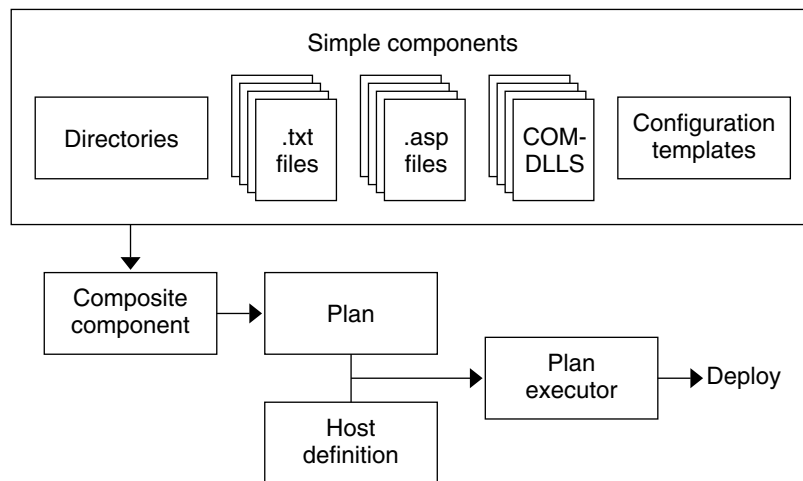 Simple components
Directories
.txt
files
.asp
files
COM-
DLLS
Configuration
templates
Composite
component
Plan
Plan
executor
Deploy
Host
definition